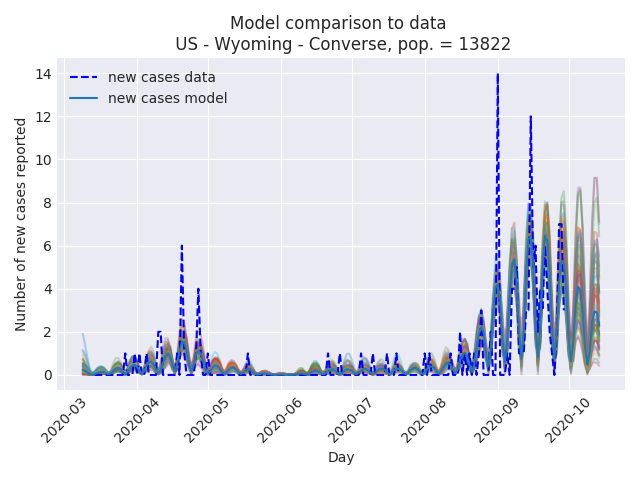 Model comparison to data
US - Wyoming - Converse, pop. = 13822
new cases data
new cases model
Number of new cases reported
14
12
10
8
6
4
2
0
2020-03
2020-04
2020-05
2020-06
2020-07
2020-08
2020-09
2020-10
Day